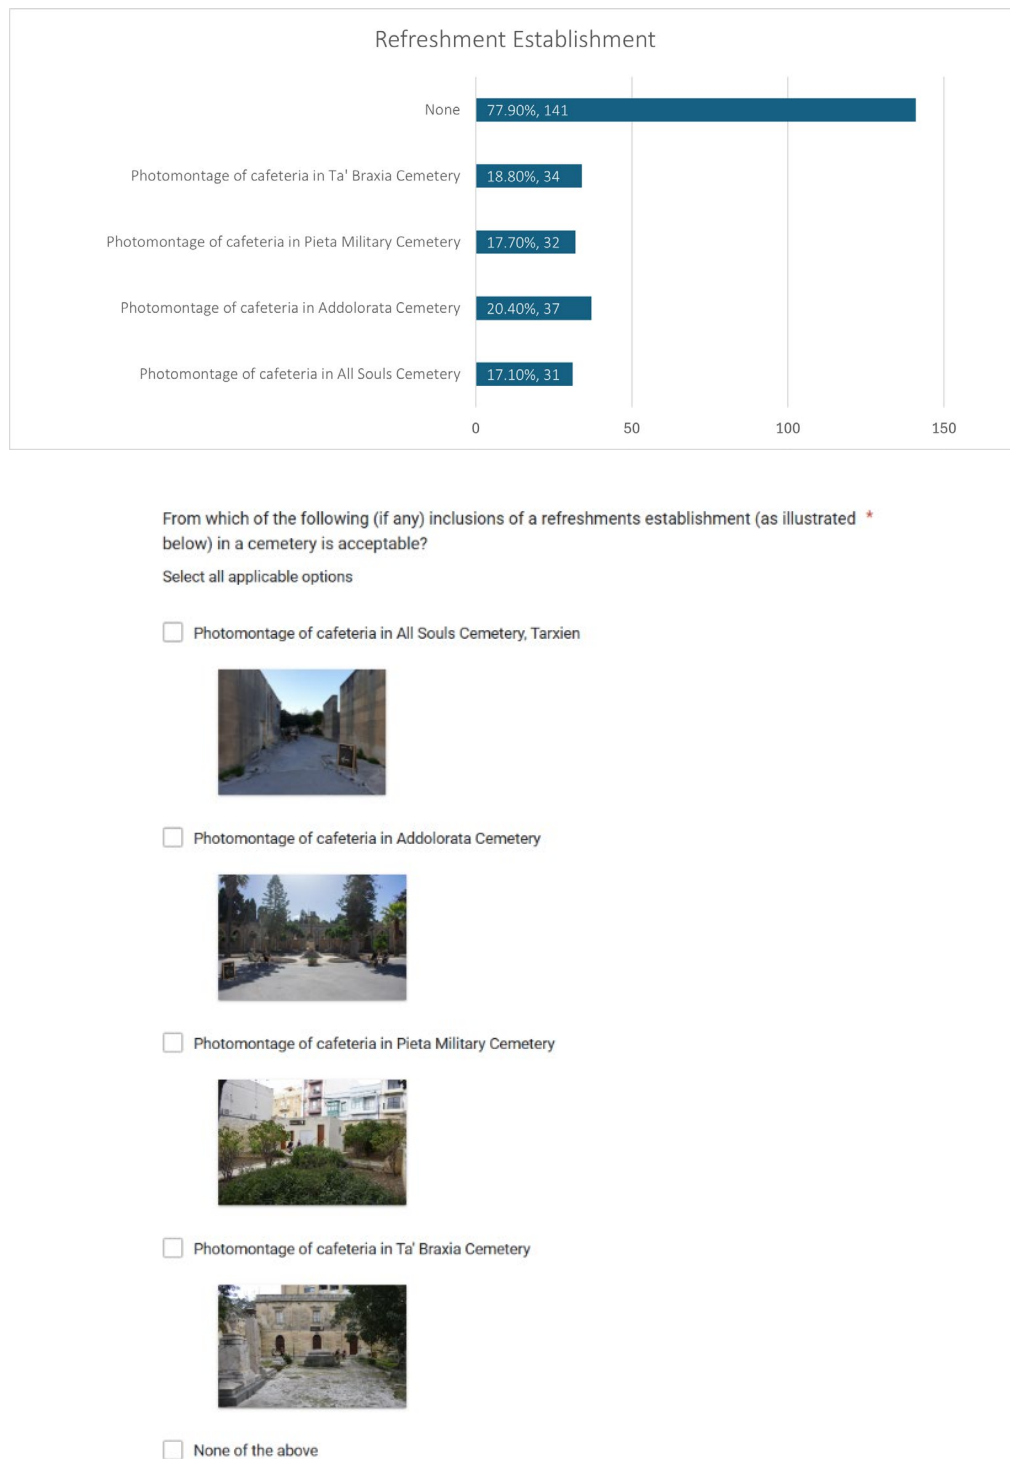 Refreshment Establishment
None
77.90%, 141
Photomontage of cafeteria in Ta' Braxia Cemetery
18.80%, 34
Photomontage of cafeteria in Pieta Military Cemetery
17.70%, 32
Photomontage of cafeteria in Addolorata Cemetery
20.40%, 37
Photomontage of cafeteria in All Souls Cemetery
17.10%, 31
0
50
100
150
From which of the following (if any) inclusions of a refreshments establishment (as illustrated *
below) in a cemetery is acceptable?
Select all applicable options
Photomontage of cafeteria in All Souls Cemetery, Tarxien
Photomontage of cafeteria in Addolorata Cemetery
Photomontage of cafeteria in Pieta Military Cemetery
Photomontage of cafeteria in Ta' Braxia Cemetery
None of the above